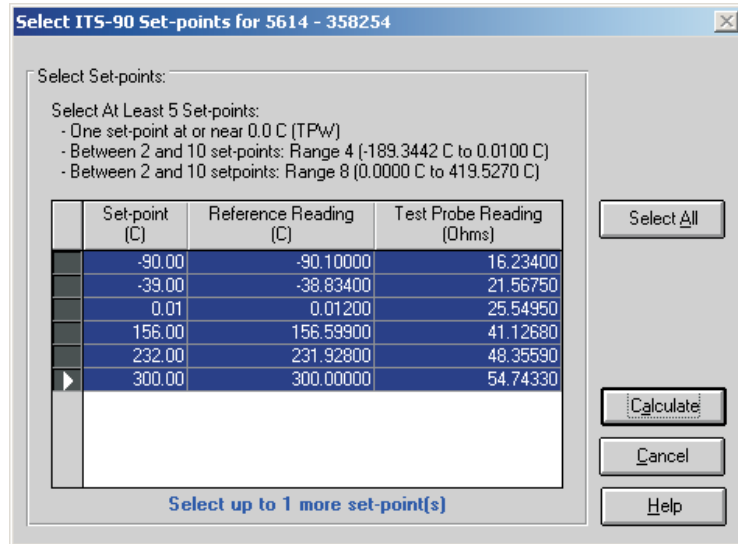 Select ITS-90 Set-points for 5614 - 358254
Select Set-points:
Select At Least 5 Set-points:
- One set-point at or near 0.0 C (TPW)
- Between 2 and 10 set-points: Range 4 (-189.3442 C to 0.0100 C)
- Between 2 and 10 setpoints: Range 8 (0.0000 C to 419.5270 C)
Set-point (C) Reference Reading (C) Test Probe Reading (Ohms)
-90.00 -90.10000 16.23400
-39.00 -38.83400 21.56750
0.01 0.01200 25.54950
156.00 156.59900 41.12680
232.00 231.92800 48.35590
300.00 300.00000 54.74330
Select up to 1 more set-point(s)
Select All
Calculate
Cancel
Help